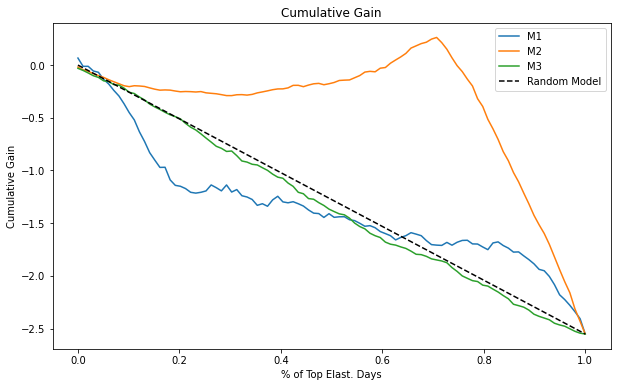 Cumulative Gain
M1
M2
M3
Random Model
Cumulative Gain
0.0
−0.5
−1.0
−1.5
−2.0
−2.5
0.0 0.2 0.4 0.6 0.8 1.0
% of Top Elast. Days